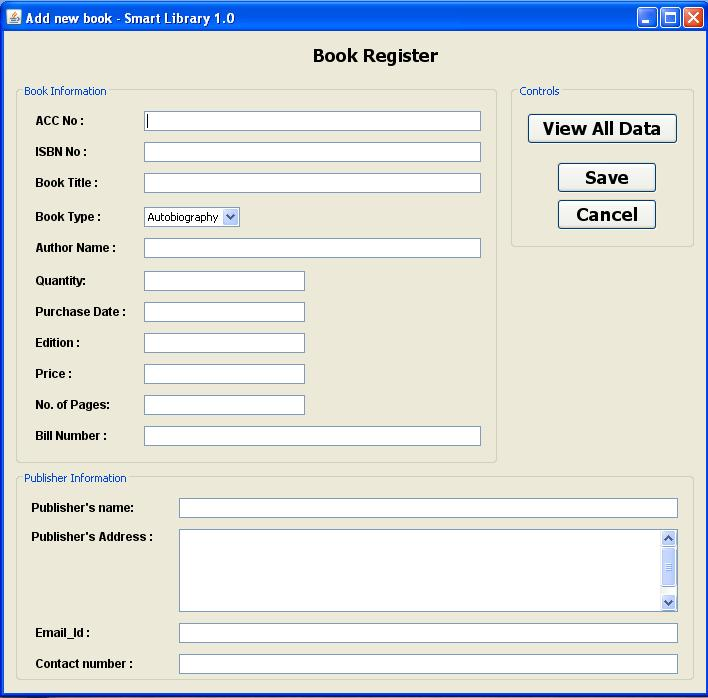 Add new book - Smart Library 1.0
Book Register
Book Information
ACC No :
ISBN No :
Book Title :
Book Type :
Autobiography
Author Name :
Quantity:
Purchase Date :
Edition :
Price :
No. of Pages:
Bill Number :
Controls
View All Data
Save
Cancel
Publisher Information
Publisher's name:
Publisher's Address :
Email_Id :
Contact number :